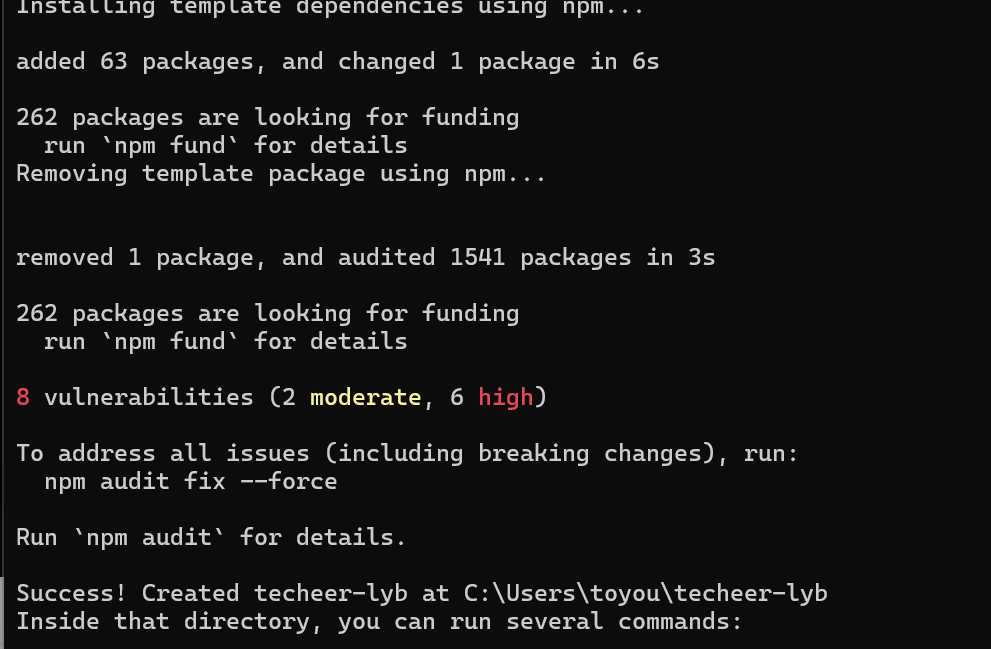 Installing template dependencies using npm...
added 63 packages, and changed 1 package in 6s
262 packages are looking for funding
  run `npm fund` for details
Removing template package using npm...
removed 1 package, and audited 1541 packages in 3s
262 packages are looking for funding
  run `npm fund` for details
8 vulnerabilities (2 moderate, 6 high)
To address all issues (including breaking changes), run:
  npm audit fix --force
Run `npm audit` for details.
Success! Created techeer-lyb at C:\Users\toyou\techeer-lyb
Inside that directory, you can run several commands: